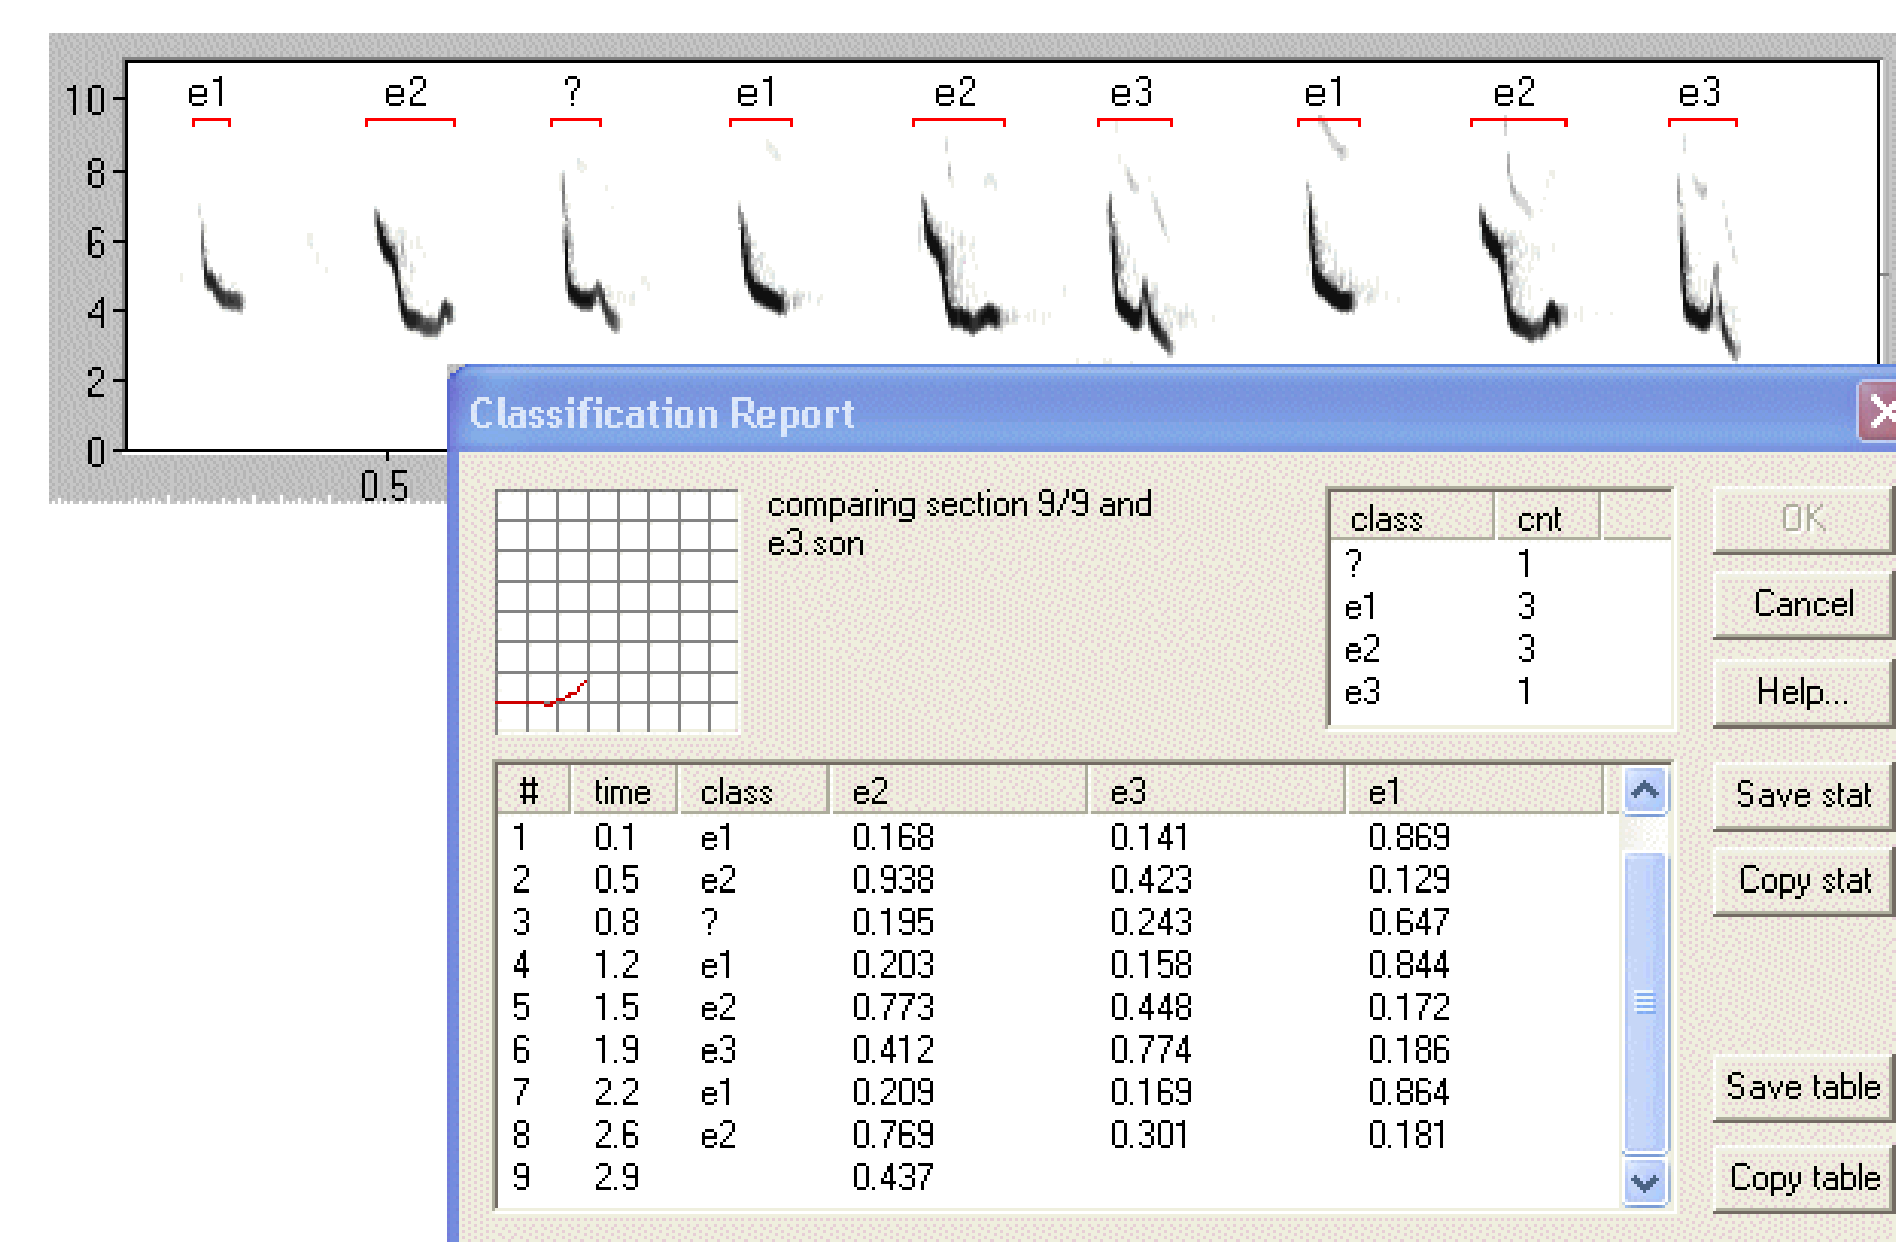 e1 e2 ? e1 e2 e3 e1 e2 e3
10
8
6
4
2
0
0.5
Classification Report
comparing section 9/9 and
e3.son
class cnt
? 1
e1 3
e2 3
e3 1
OK
Cancel
Help...
# time class e2 e3 e1
1 0.1 e1 0.168 0.141 0.869
2 0.5 e2 0.938 0.423 0.129
3 0.8 ? 0.195 0.243 0.647
4 1.2 e1 0.203 0.158 0.844
5 1.5 e2 0.773 0.448 0.172
6 1.9 e3 0.412 0.774 0.186
7 2.2 e1 0.209 0.169 0.864
8 2.6 e2 0.769 0.301 0.181
9 2.9 0.437
Save stat
Copy stat
Save table
Copy table